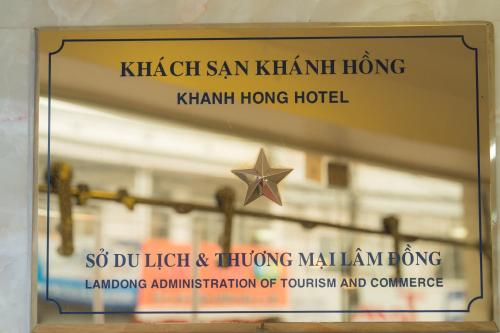 KHÁCH SẠN KHÁNH HỒNG
KHANH HONG HOTEL
SỞ DU LỊCH & THƯƠNG MẠI LÂM ĐỒNG
LAMDONG ADMINISTRATION OF TOURISM AND COMMERCE